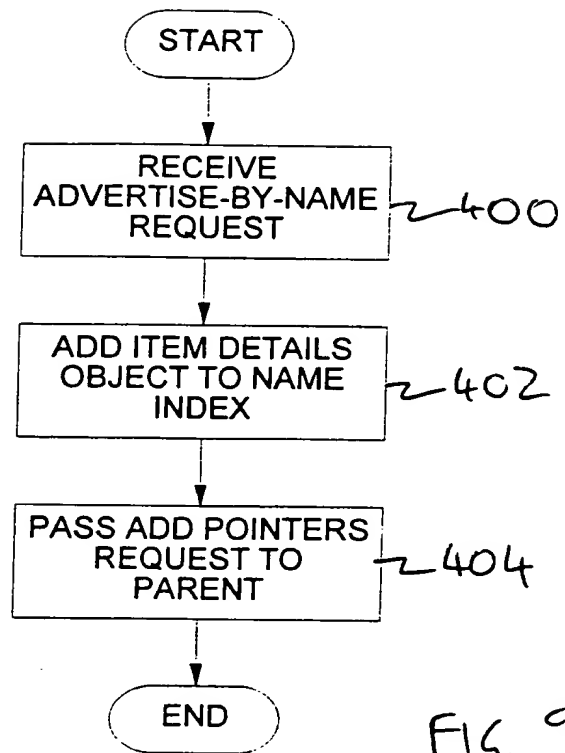 START
RECEIVE
ADVERTISE-BY-NAME
REQUEST
400
ADD ITEM DETAILS
OBJECT TO NAME
INDEX
402
PASS ADD POINTERS
REQUEST TO
PARENT
404
END
FIG 9